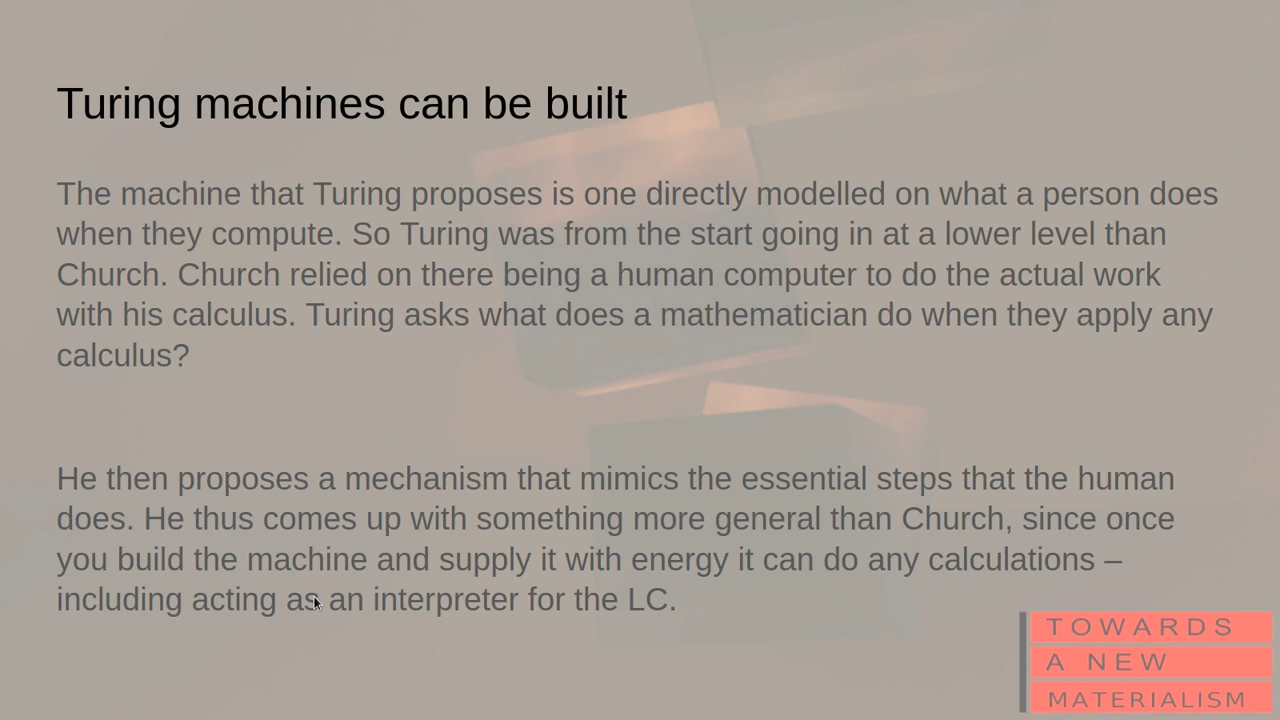 Turing machines can be built
The machine that Turing proposes is one directly modelled on what a person does
when they compute. So Turing was from the start going in at a lower level than
Church. Church relied on there being a human computer to do the actual work
with his calculus. Turing asks what does a mathematician do when they apply any
calculus?
He then proposes a mechanism that mimics the essential steps that the human
does. He thus comes up with something more general than Church, since once
you build the machine and supply it with energy it can do any calculations –
including acting as an interpreter for the LC.
TOWARDS
A NEW
MATERIALISM